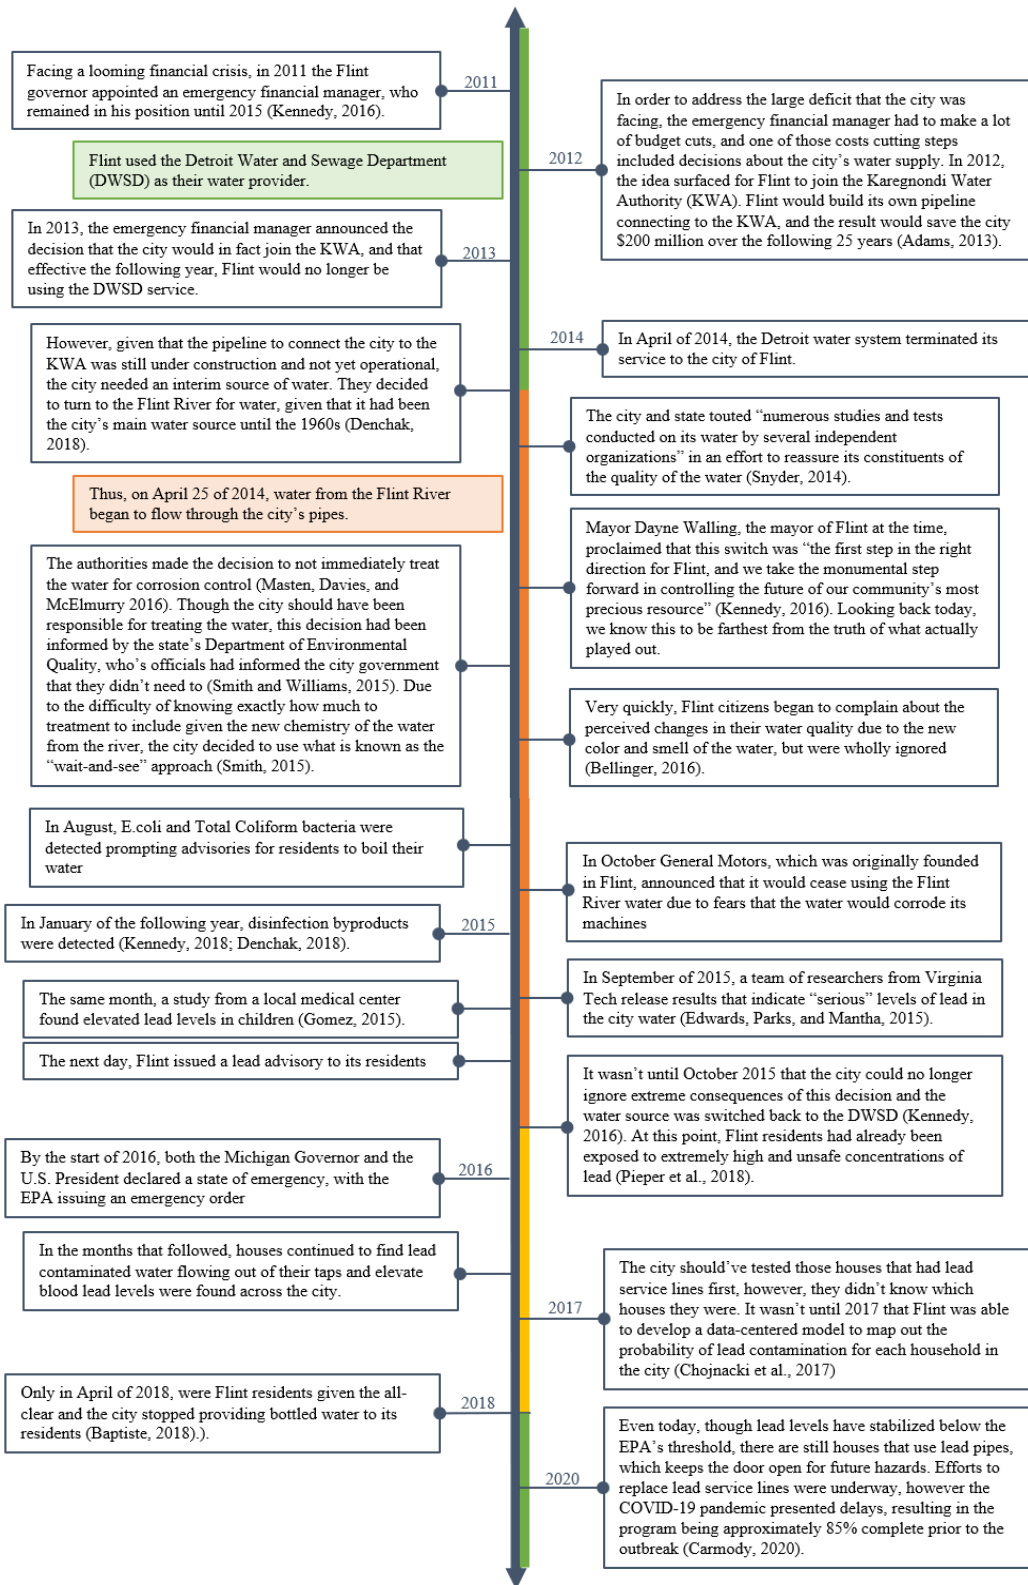 2011
Facing a looming financial crisis, in 2011 the Flint
governor appointed an emergency financial manager, who
remained in his position until 2015 (Kennedy, 2016).
Flint used the Detroit Water and Sewage Department
(DWSD) as their water provider.
2012
In order to address the large deficit that the city was
facing, the emergency financial manager had to make a lot
of budget cuts, and one of those costs cutting steps
included decisions about the city’s water supply. In 2012,
the idea surfaced for Flint to join the Karegnondi Water
Authority (KWA). Flint would build its own pipeline
connecting to the KWA, and the result would save the city
$200 million over the following 25 years (Adams, 2013).
2013
In 2013, the emergency financial manager announced the
decision that the city would in fact join the KWA, and that
effective the following year, Flint would no longer be
using the DWSD service.
2014
In April of 2014, the Detroit water system terminated its
service to the city of Flint.
However, given that the pipeline to connect the city to the
KWA was still under construction and not yet operational,
the city needed an interim source of water. They decided
to turn to the Flint River for water, given that it had been
the city’s main water source until the 1960s (Denchak,
2018).
The city and state touted “numerous studies and tests
conducted on its water by several independent
organizations” in an effort to reassure its constituents of
the quality of the water (Snyder, 2014).
Thus, on April 25 of 2014, water from the Flint River
began to flow through the city’s pipes.
Mayor Dayne Walling, the mayor of Flint at the time,
proclaimed that this switch was “the first step in the right
direction for Flint, and we take the monumental step
forward in controlling the future of our community’s most
precious resource” (Kennedy, 2016). Looking back today,
we know this to be farthest from the truth of what actually
played out.
The authorities made the decision to not immediately treat
the water for corrosion control (Masten, Davies, and
McElmurry 2016). Though the city should have been
responsible for treating the water, this decision had been
informed by the state’s Department of Environmental
Quality, who’s officials had informed the city government
that they didn’t need to (Smith and Williams, 2015). Due
to the difficulty of knowing exactly how much to
treatment to include given the new chemistry of the water
from the river, the city decided to use what is known as the
“wait-and-see” approach (Smith, 2015).
Very quickly, Flint citizens began to complain about the
perceived changes in their water quality due to the new
color and smell of the water, but were wholly ignored
(Bellinger, 2016).
In August, E.coli and Total Coliform bacteria were
detected prompting advisories for residents to boil their
water
In October General Motors, which was originally founded
in Flint, announced that it would cease using the Flint
River water due to fears that the water would corrode its
machines
2015
In January of the following year, disinfection byproducts
were detected (Kennedy, 2018; Denchak, 2018).
In September of 2015, a team of researchers from Virginia
Tech release results that indicate “serious” levels of lead in
the city water (Edwards, Parks, and Mantha, 2015).
The same month, a study from a local medical center
found elevated lead levels in children (Gomez, 2015).
The next day, Flint issued a lead advisory to its residents
It wasn’t until October 2015 that the city could no longer
ignore extreme consequences of this decision and the
water source was switched back to the DWSD (Kennedy,
2016). At this point, Flint residents had already been
exposed to extremely high and unsafe concentrations of
lead (Pieper et al., 2018).
2016
By the start of 2016, both the Michigan Governor and the
U.S. President declared a state of emergency, with the
EPA issuing an emergency order
In the months that followed, houses continued to find lead
contaminated water flowing out of their taps and elevate
blood lead levels were found across the city.
2017
The city should’ve tested those houses that had lead
service lines first, however, they didn’t know which
houses they were. It wasn’t until 2017 that Flint was able
to develop a data-centered model to map out the
probability of lead contamination for each household in
the city (Chojnacki et al., 2017)
2018
Only in April of 2018, were Flint residents given the all-
clear and the city stopped providing bottled water to its
residents (Baptiste, 2018).).
2020
Even today, though lead levels have stabilized below the
EPA’s threshold, there are still houses that use lead pipes,
which keeps the door open for future hazards. Efforts to
replace lead service lines were underway, however the
COVID-19 pandemic presented delays, resulting in the
program being approximately 85% complete prior to the
outbreak (Carmody, 2020).